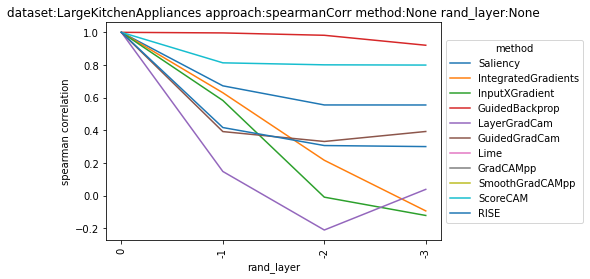 dataset:LargeKitchenAppliances approach:spearmanCorr method:None rand_layer:None
1.0
0.8
0.6
0.4
0.2
0.0
−0.2
spearman correlation
0
-1
-2
-3
rand_layer
method
Saliency
IntegratedGradients
InputXGradient
GuidedBackprop
LayerGradCam
GuidedGradCam
Lime
GradCAMpp
SmoothGradCAMpp
ScoreCAM
RISE